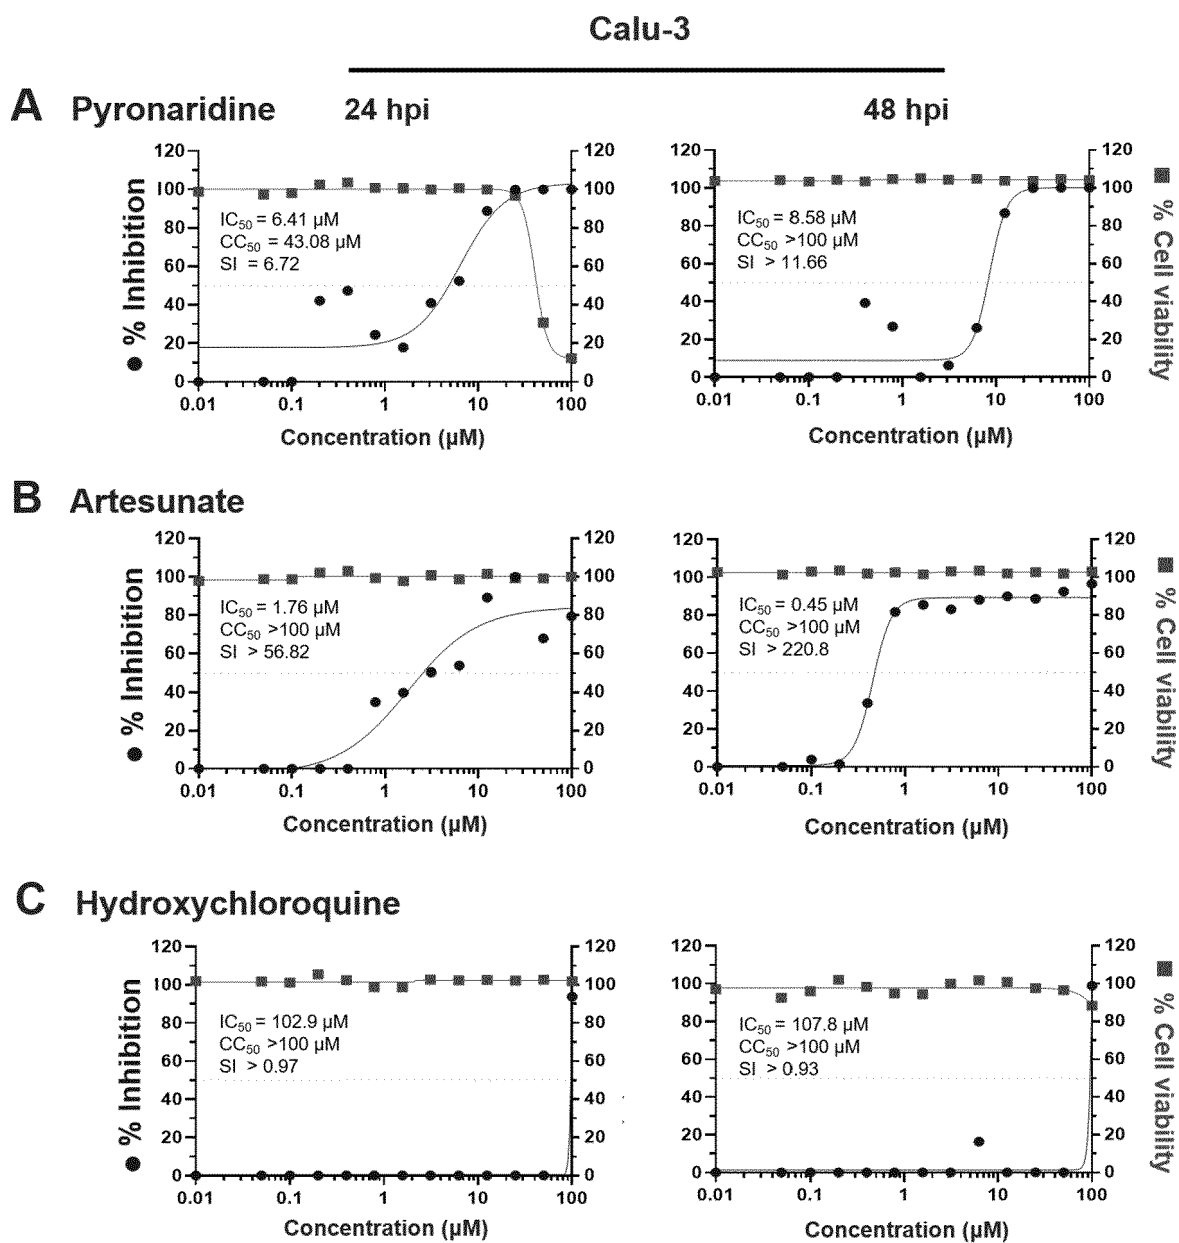 Calu-3
A Pyronaridine 24 hpi 48 hpi
120 120 120 120
100 100 100 100
80 80 80 80
60 60 60 60
40 40 40 40
20 20 20 20
0 0 0 0
IC50 = 6.41 µM
CC50 = 43.08 µM
SI = 6.72
IC50 = 8.58 µM
CC50 >100 µM
SI > 11.66
% Inhibition
% Cell viability
0.01 0.1 1 10 100 0.01 0.1 1 10 100
Concentration (µM) Concentration (µM)
B Artesunate
120 120 120 120
100 100 100 100
80 80 80 80
60 60 60 60
40 40 40 40
20 20 20 20
0 0 0 0
IC50 = 1.76 µM
CC50 >100 µM
SI > 56.82
IC50 = 0.45 µM
CC50 >100 µM
SI > 220.8
% Inhibition
% Cell viability
0.01 0.1 1 10 100 0.01 0.1 1 10 100
Concentration (µM) Concentration (µM)
C Hydroxychloroquine
120 120 120 120
100 100 100 100
80 80 80 80
60 60 60 60
40 40 40 40
20 20 20 20
0 0 0 0
IC50 = 102.9 µM
CC50 >100 µM
SI > 0.97
IC50 = 107.8 µM
CC50 >100 µM
SI > 0.93
% Inhibition
% Cell viability
0.01 0.1 1 10 100 0.01 0.1 1 10 100
Concentration (µM) Concentration (µM)